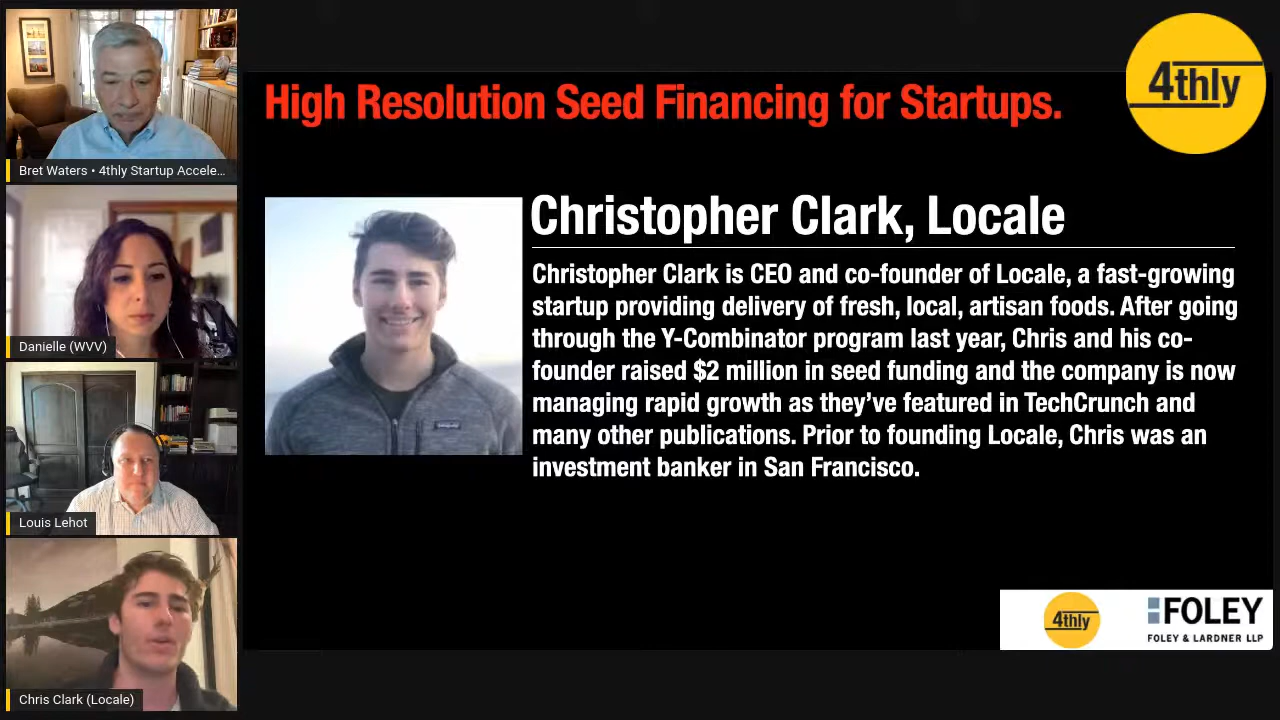 Bret Waters • 4thly Startup Accele...
Danielle (WVV)
Louis Lehot
Chris Clark (Locale)
High Resolution Seed Financing for Startups.
4thly
Christopher Clark, Locale
Christopher Clark is CEO and co-founder of Locale, a fast-growing
startup providing delivery of fresh, local, artisan foods. After going
through the Y-Combinator program last year, Chris and his co-
founder raised $2 million in seed funding and the company is now
managing rapid growth as they’ve featured in TechCrunch and
many other publications. Prior to founding Locale, Chris was an
investment banker in San Francisco.
4thly
FOLEY
FOLEY & LARDNER LLP